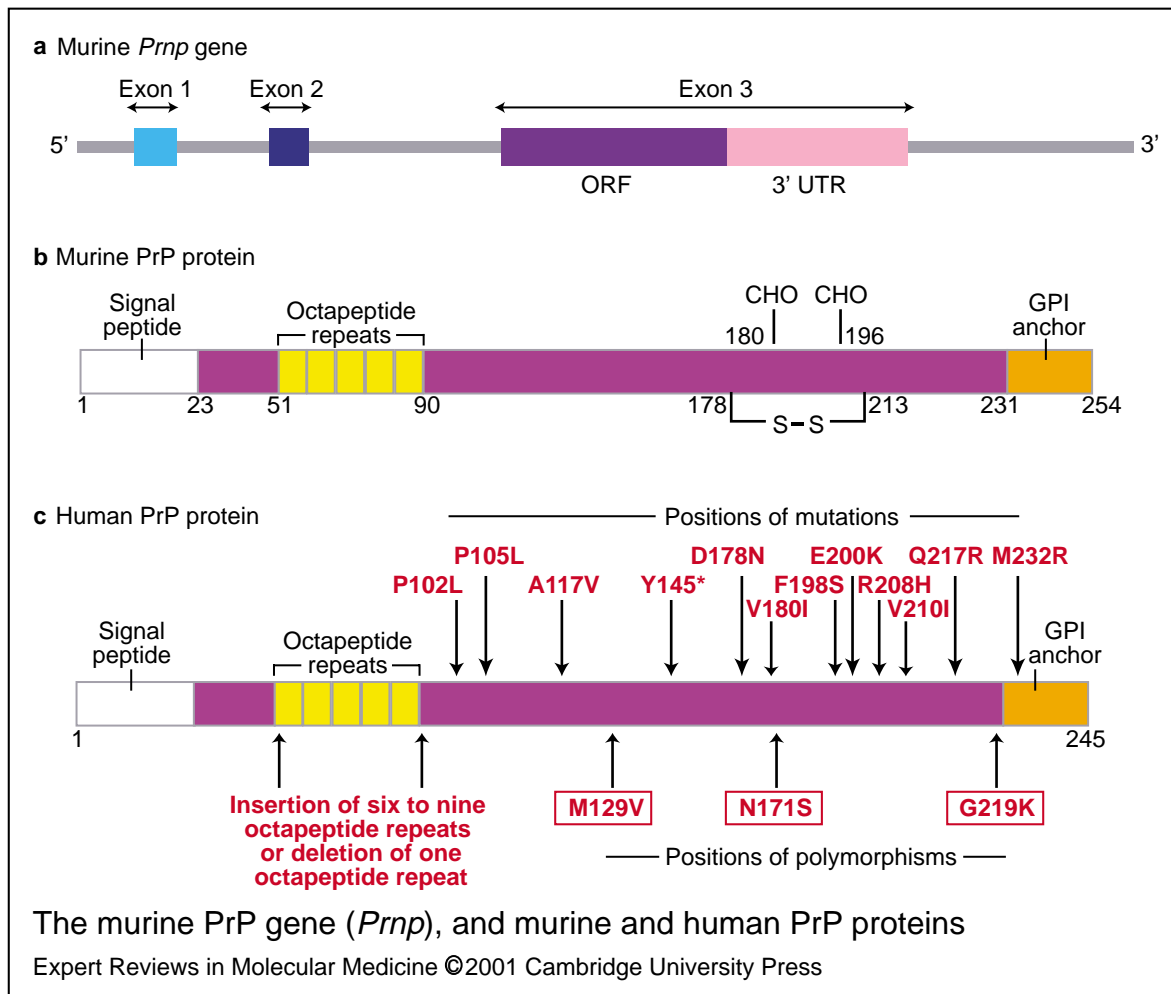 a Murine Prnp gene
Exon 1
Exon 2
Exon 3
5’
3’
ORF
3’ UTR
b Murine PrP protein
Signal
peptide
Octapeptide
repeats
CHO
CHO
180
196
GPI
anchor
1
23
51
90
178
213
231
254
S–S
c Human PrP protein
Positions of mutations
P105L
D178N
E200K
Q217R
M232R
P102L
A117V
Y145*
F198S
R208H
V180I
V210I
Signal
peptide
Octapeptide
repeats
GPI
anchor
1
245
Insertion of six to nine
octapeptide repeats
or deletion of one
octapeptide repeat
M129V
N171S
G219K
Positions of polymorphisms
The murine PrP gene (Prnp), and murine and human PrP proteins
Expert Reviews in Molecular Medicine ©2001 Cambridge University Press